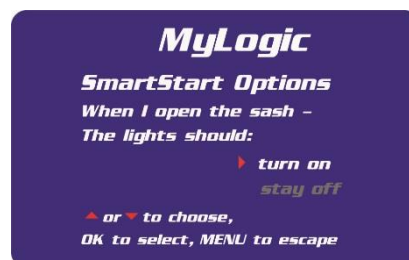 MyLogic
SmartStart Options
When I open the sash –
The lights should:
turn on
stay off
or to choose,
OK to select, MENU to escape